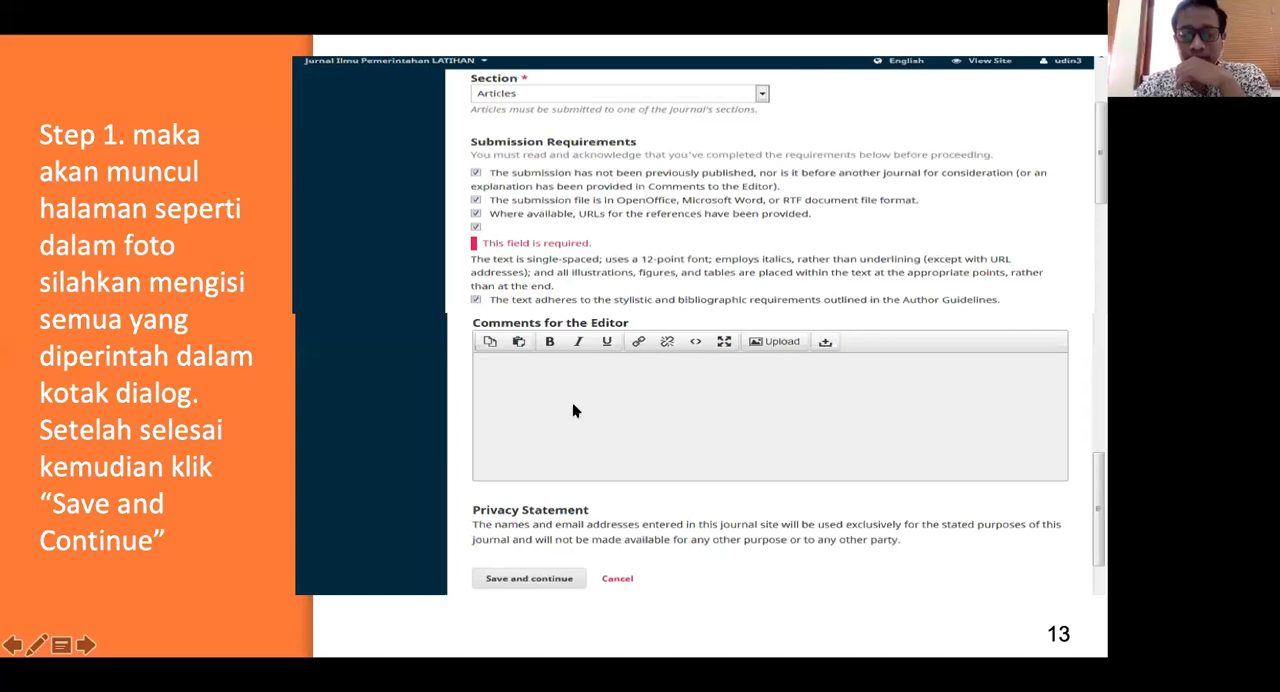 Step 1. maka
akan muncul
halaman seperti
dalam foto
silahkan mengisi
semua yang
diperintah dalam
kotak dialog.
Setelah selesai
kemudian klik
“Save and
Continue”
Jurnal Ilmu Pemerintahan LATIHAN
English
View Site
udin3
Section *
Articles
Articles must be submitted to one of the journal's sections.
Submission Requirements
You must read and acknowledge that you've completed the requirements below before proceeding.
The submission has not been previously published, nor is it before another journal for consideration (or an
explanation has been provided in Comments to the Editor).
The submission file is in OpenOffice, Microsoft Word, or RTF document file format.
Where available, URLs for the references have been provided.
This field is required.
The text is single-spaced; uses a 12-point font; employs italics, rather than underlining (except with URL
addresses); and all illustrations, figures, and tables are placed within the text at the appropriate points, rather
than at the end.
The text adheres to the stylistic and bibliographic requirements outlined in the Author Guidelines.
Comments for the Editor
B I U Upload
Privacy Statement
The names and email addresses entered in this journal site will be used exclusively for the stated purposes of this
journal and will not be made available for any other purpose or to any other party.
Save and continue
Cancel
13